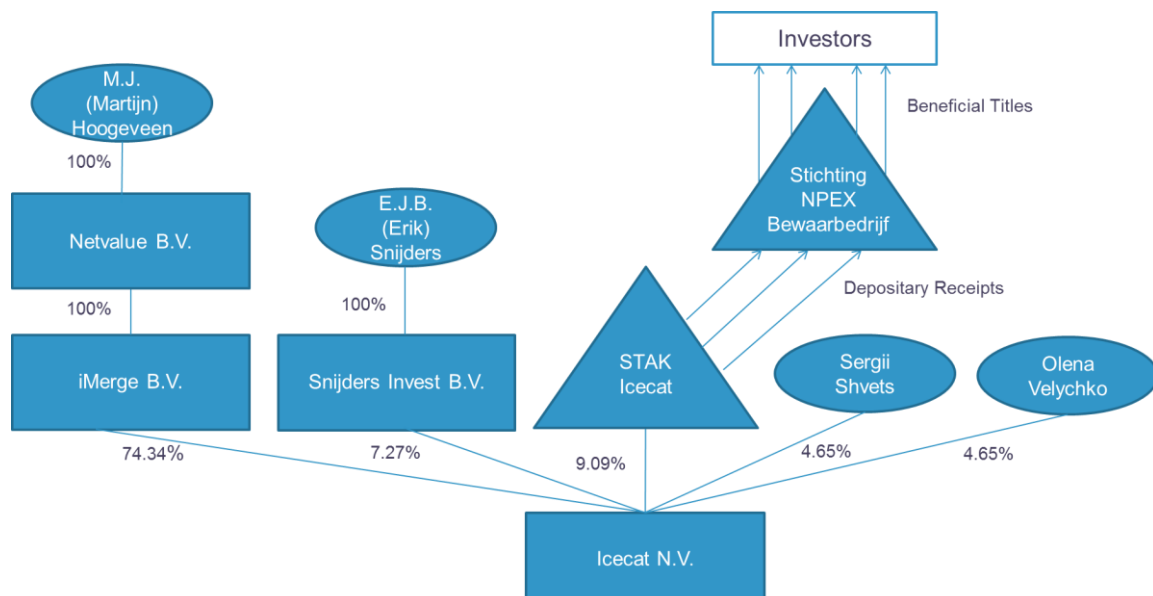 Investors
M.J.
(Martijn)
Hoogeveen
Beneficial Titles
100%
Stichting
NPEX
Bewaarbedrijf
E.J.B.
(Erik)
Snijders
Netvalue B.V.
Depositary Receipts
100%
100%
Sergii
Shvets
Olena
Velychko
STAK
Icecat
iMerge B.V.
Snijders Invest B.V.
74.34%
7.27%
9.09%
4.65%
4.65%
Icecat N.V.